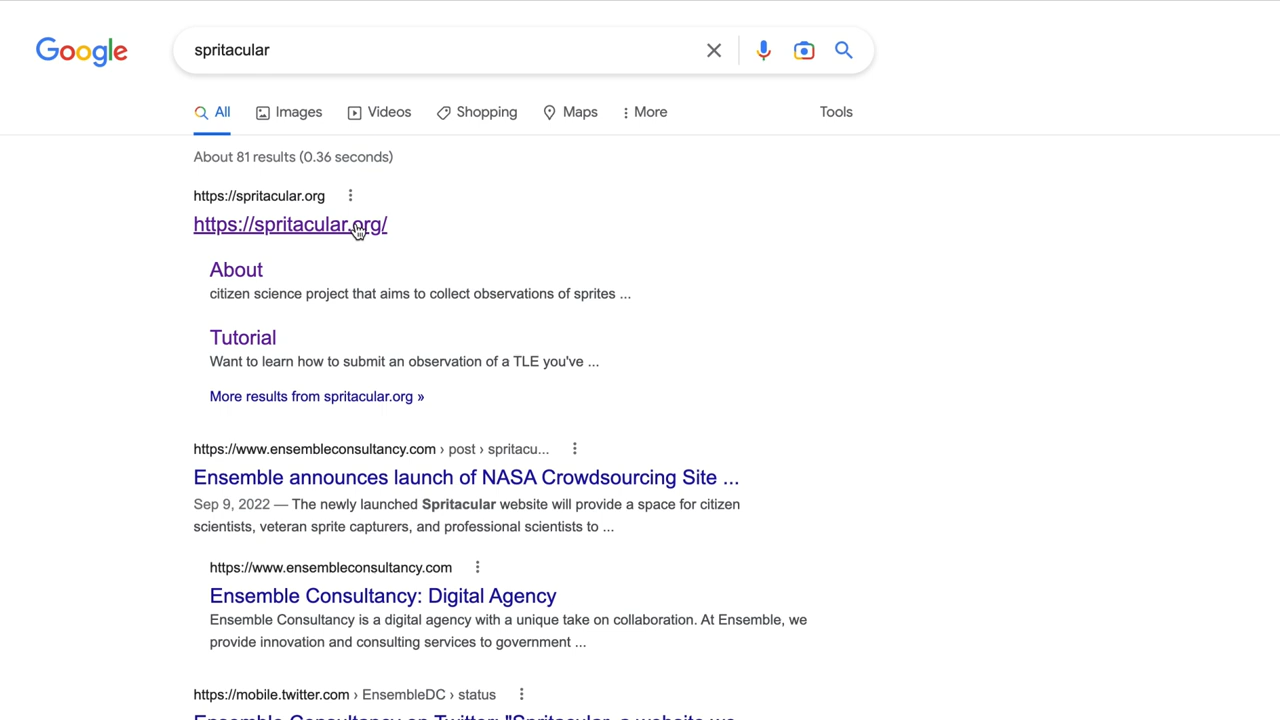 Google
spritacular
All Images Videos Shopping Maps More Tools
About 81 results (0.36 seconds)
https://spritacular.org
https://spritacular.org/
About
citizen science project that aims to collect observations of sprites ...
Tutorial
Want to learn how to submit an observation of a TLE you've ...
More results from spritacular.org »
https://www.ensembleconsultancy.com › post › spritacu...
Ensemble announces launch of NASA Crowdsourcing Site ...
Sep 9, 2022 — The newly launched Spritacular website will provide a space for citizen
scientists, veteran sprite capturers, and professional scientists to ...
https://www.ensembleconsultancy.com
Ensemble Consultancy: Digital Agency
Ensemble Consultancy is a digital agency with a unique take on collaboration. At Ensemble, we
provide innovation and consulting services to government ...
https://mobile.twitter.com › EnsembleDC › status
Ensemble Consultancy on Twitter: "Spritacular, a website we